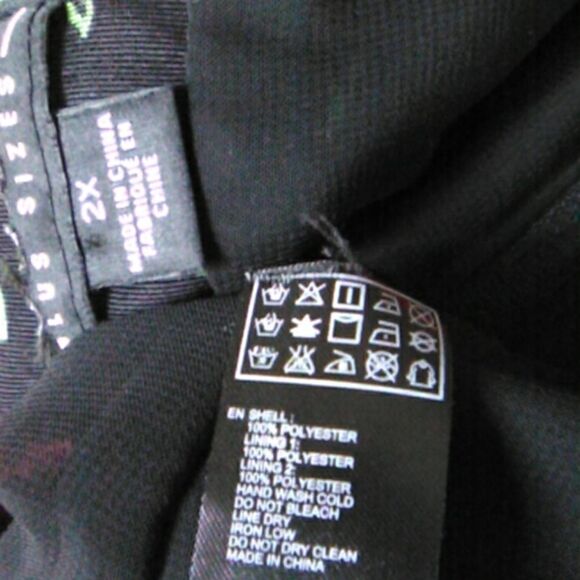 PLUS SIZES
2X
MADE IN CHINA
FABRIQUE EN
CHINE
EN SHELL:
100% POLYESTER
LINING 1:
100% POLYESTER
LINING 2:
100% POLYESTER
HAND WASH COLD
DO NOT BLEACH
LINE DRY
IRON LOW
DO NOT DRY CLEAN
MADE IN CHINA